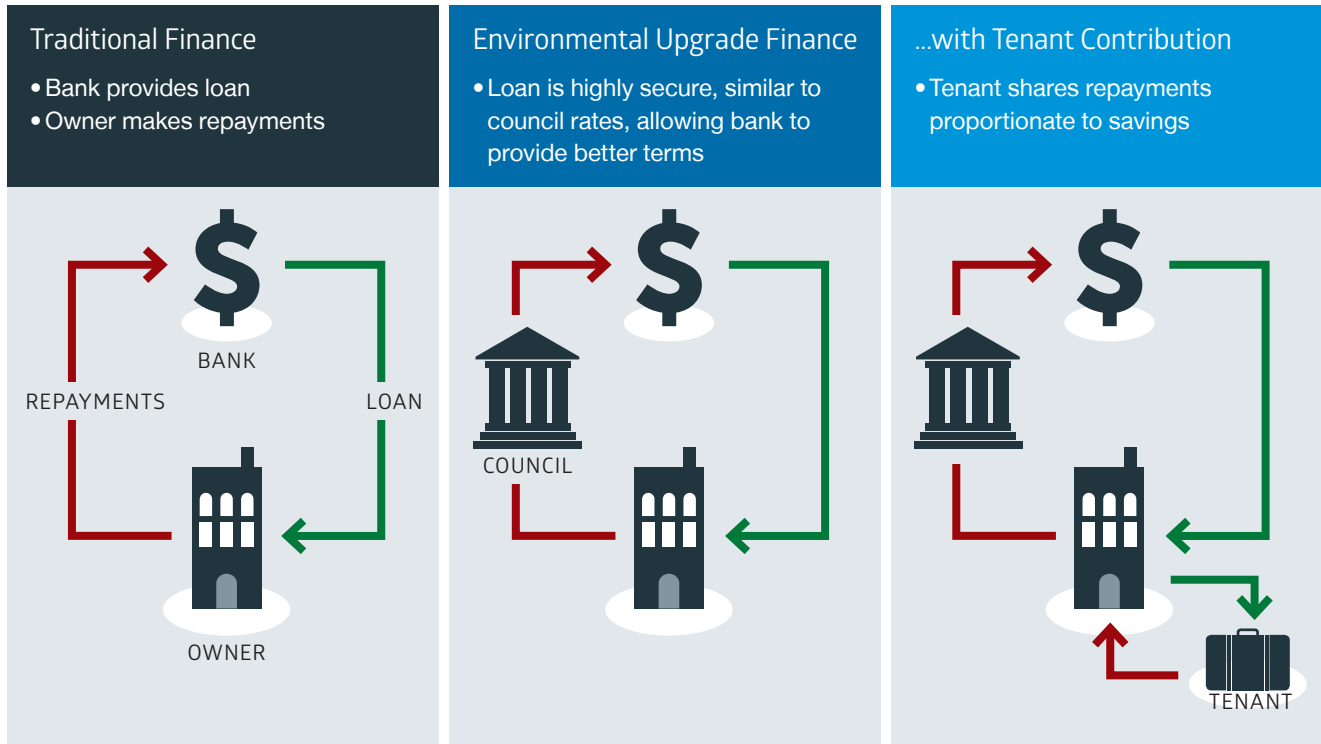 Traditional Finance
• Bank provides loan
• Owner makes repayments
Environmental Upgrade Finance
• Loan is highly secure, similar to
council rates, allowing bank to
provide better terms
...with Tenant Contribution
• Tenant shares repayments
proportionate to savings
BANK
REPAYMENTS
LOAN
OWNER
COUNCIL
TENANT